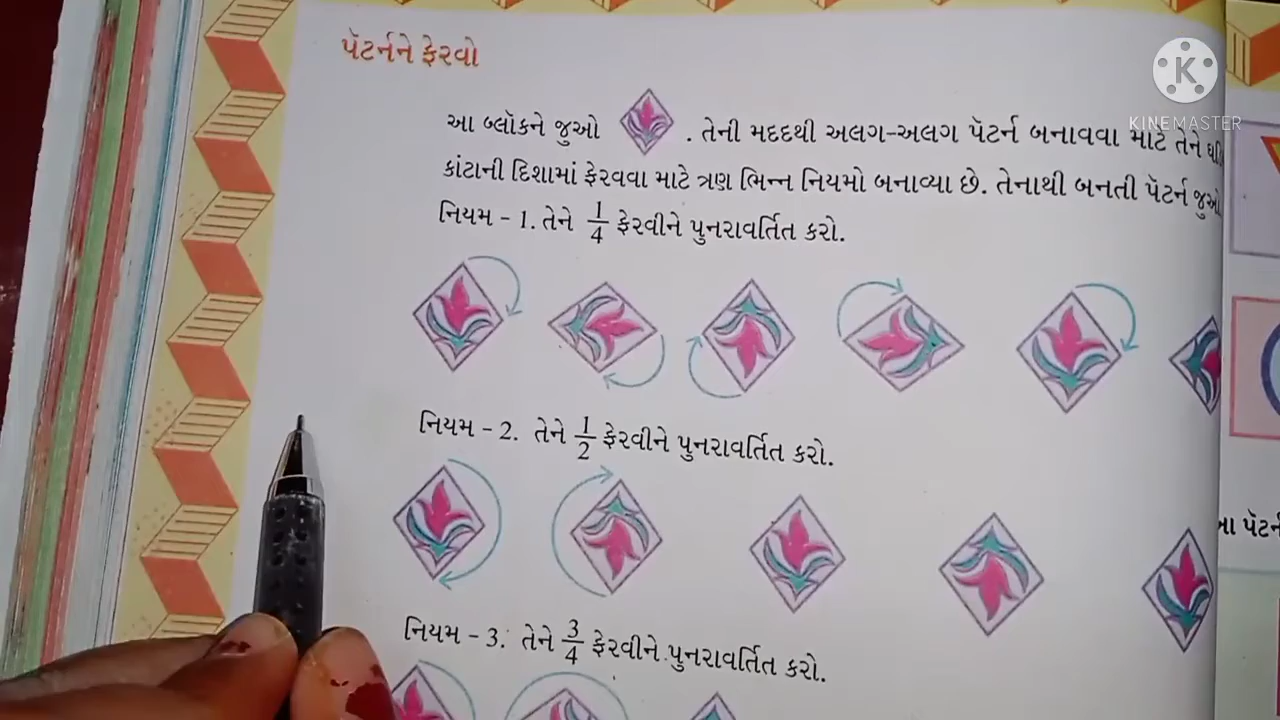 પૅટર્નને ફેરવો
K
KINEMASTER
આ બ્લૉકને જુઓ . તેની મદદથી અલગ-અલગ પૅટર્ન બનાવવા માટે તેને
કાંટાની દિશામાં ફેરવવા માટે ત્રણ ભિન્ન નિયમો બનાવ્યા છે. તેનાથી બનતી પૅટર્ન જુઓ
નિયમ - 1. તેને 1/4 ફેરવીને પુનરાવર્તિત કરો.
નિયમ - 2. તેને 1/2 ફેરવીને પુનરાવર્તિત કરો.
પૅટર્ન
નિયમ - 3. તેને 3/4 ફેરવીને પુનરાવર્તિત કરો.